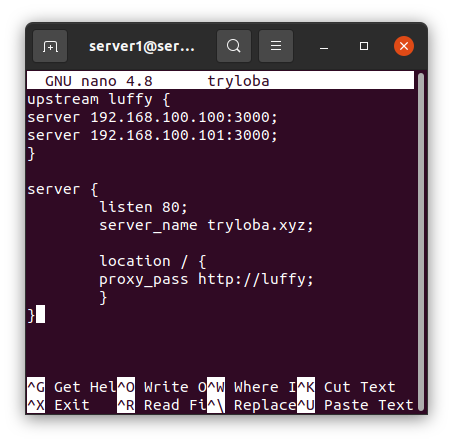 server1@ser...
GNU nano 4.8 tryloba
upstream luffy {
server 192.168.100.100:3000;
server 192.168.100.101:3000;
}
server {
listen 80;
server_name tryloba.xyz;
location / {
proxy_pass http://luffy;
}
}
^G Get Hel^O Write O^W Where I^K Cut Text
^X Exit ^R Read Fi^\ Replace^U Paste Text